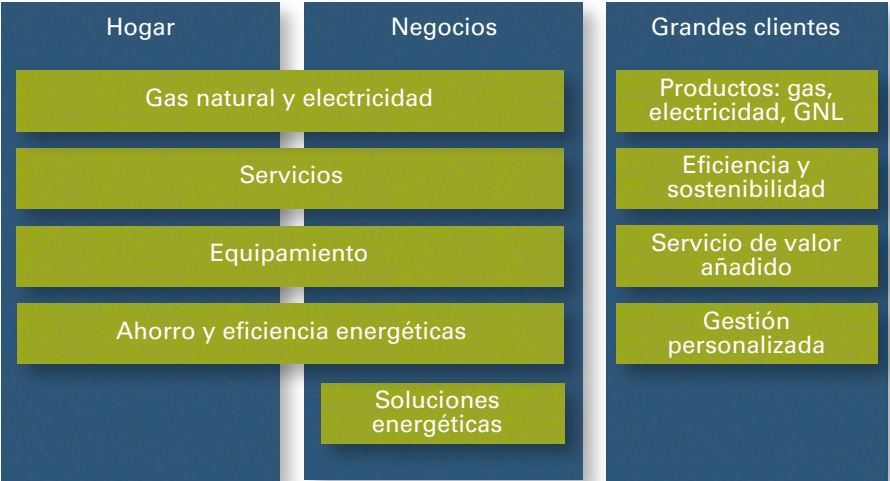 Hogar
Negocios
Grandes clientes
Gas natural y electricidad
Servicios
Equipamiento
Ahorro y eficiencia energéticas
Soluciones
energéticas
Productos: gas,
electricidad, GNL
Eficiencia y
sostenibilidad
Servicio de valor
añadido
Gestión
personalizada